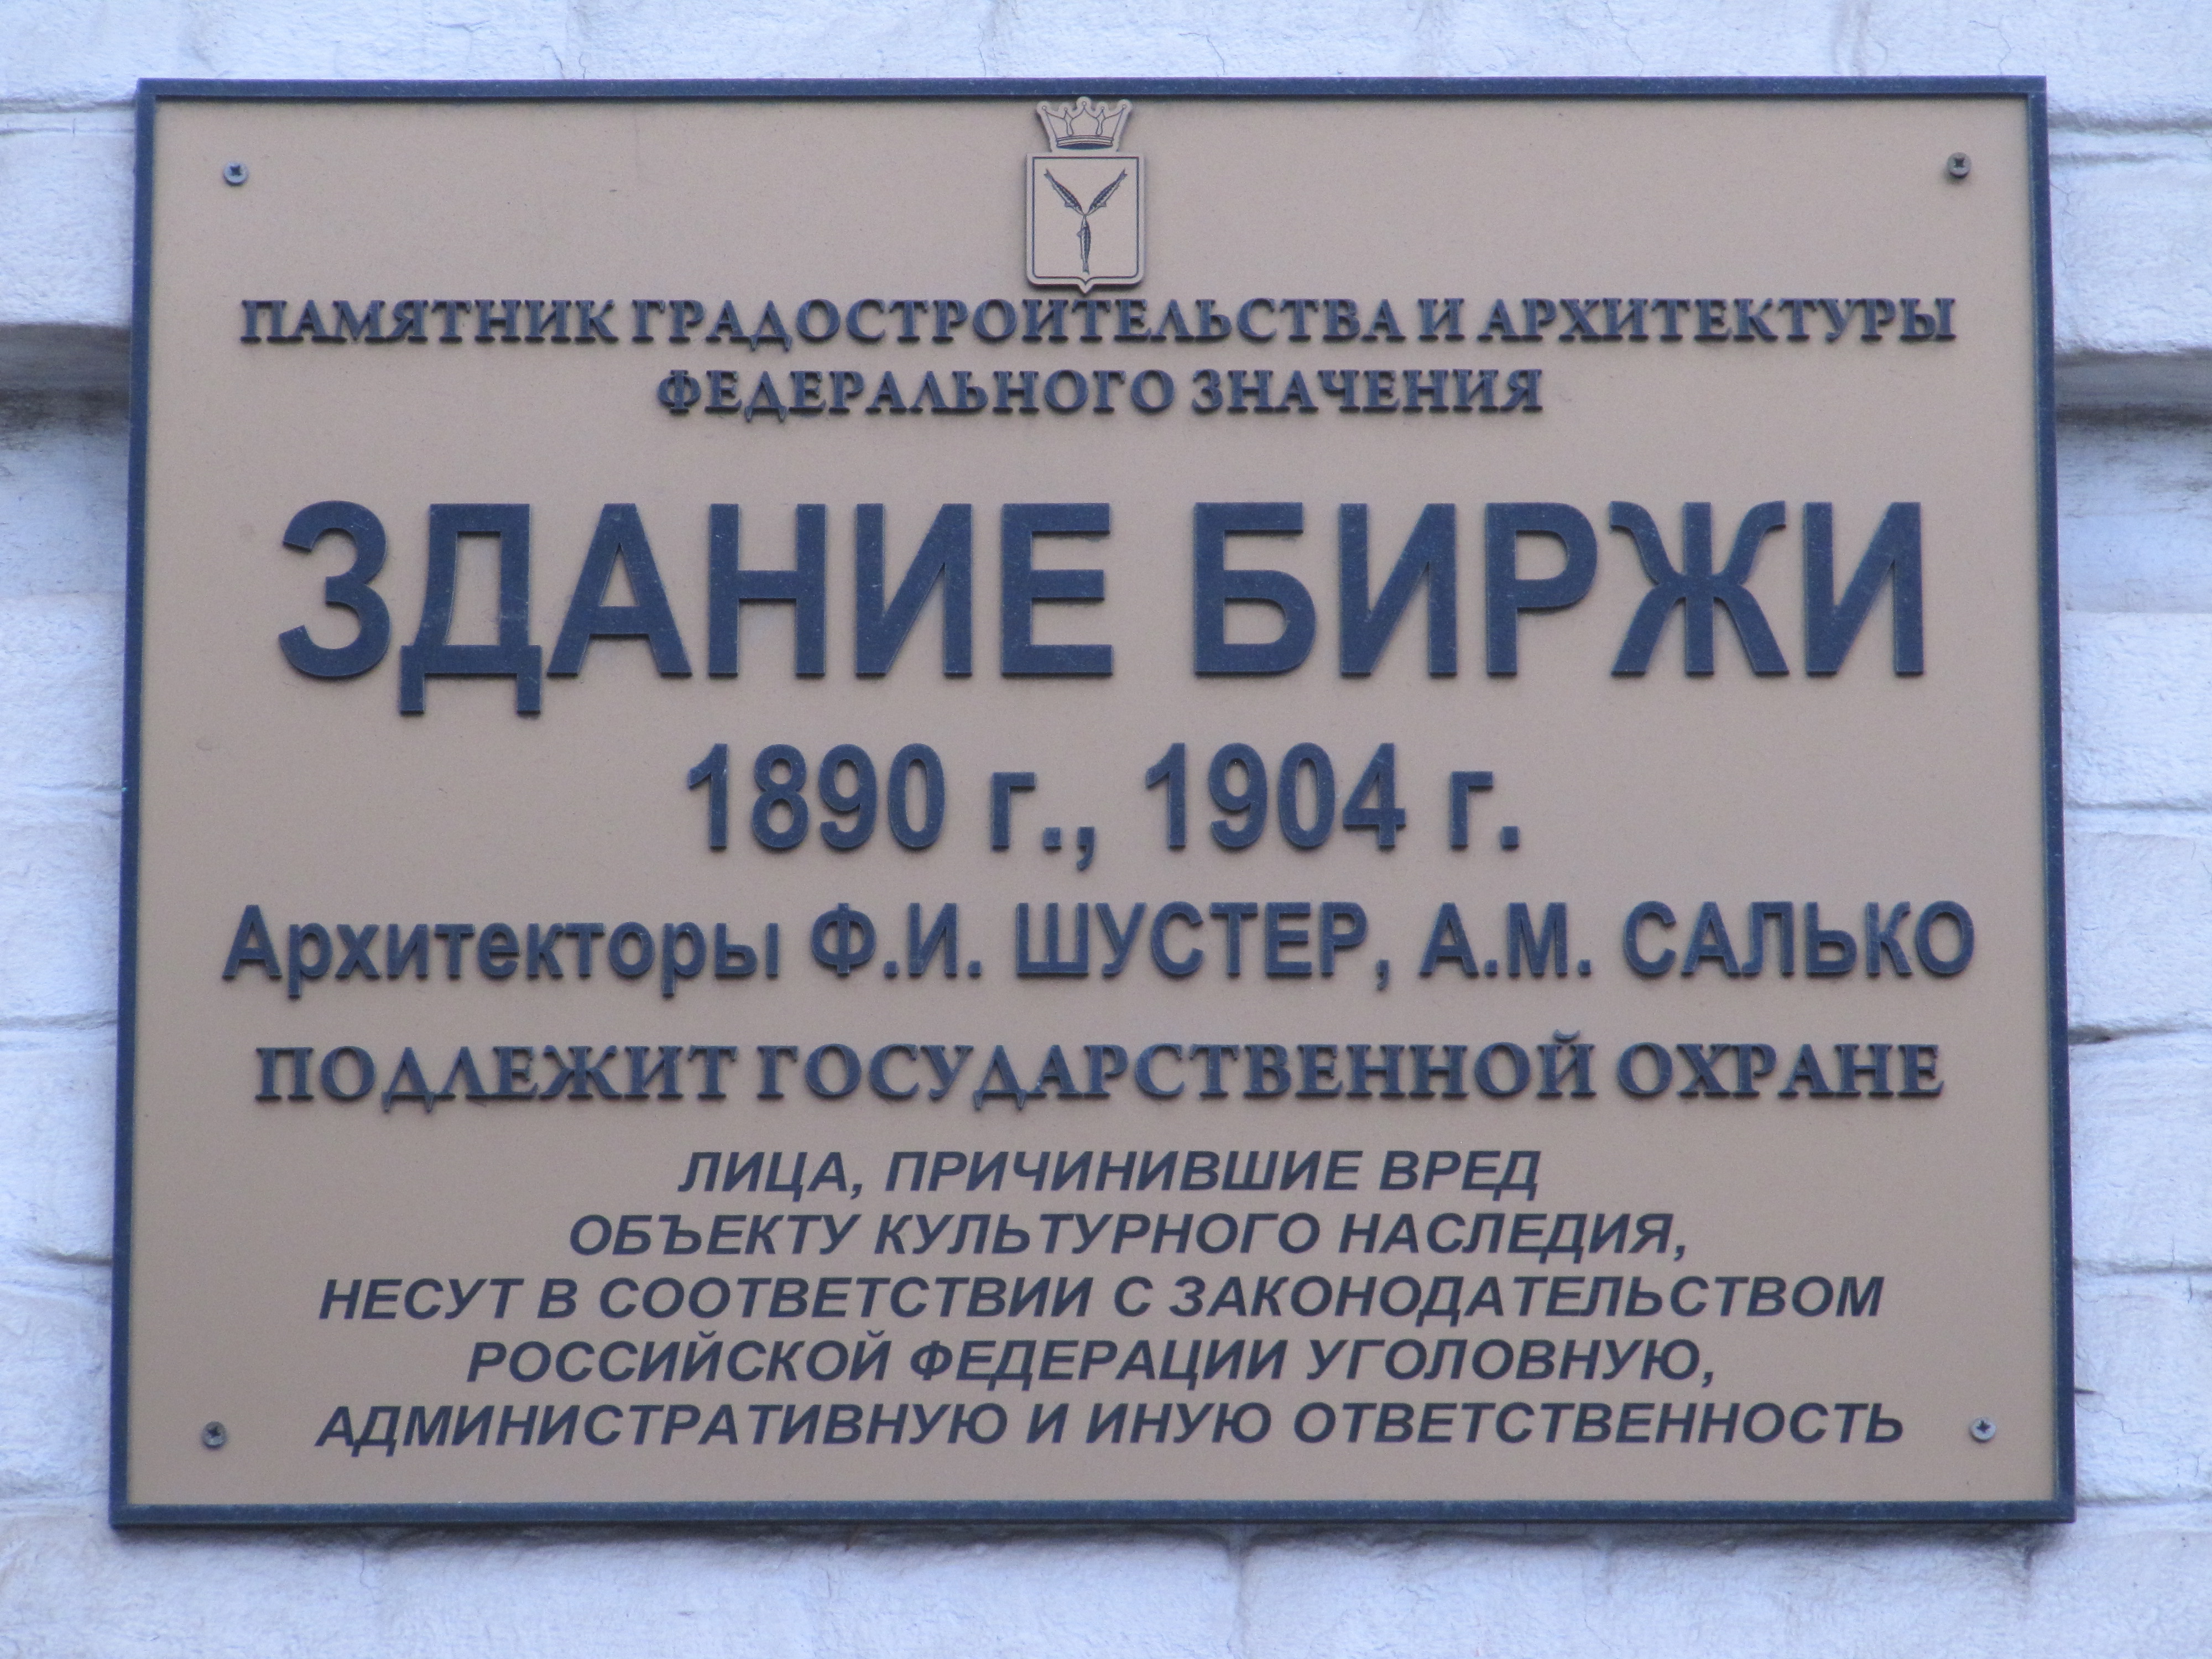 ПАМЯТНИК ГРАДОСТРОИТЕЛЬСТВА И АРХИТЕКТУРЫ
ФЕДЕРАЛЬНОГО ЗНАЧЕНИЯ
ЗДАНИЕ БИРЖИ
1890 г., 1904 г.
Архитекторы Ф.И. ШУСТЕР, А.М. САЛЬКО
ПОДЛЕЖИТ ГОСУДАРСТВЕННОЙ ОХРАНЕ
ЛИЦА, ПРИЧИНИВШИЕ ВРЕД
ОБЪЕКТУ КУЛЬТУРНОГО НАСЛЕДИЯ,
НЕСУТ В СООТВЕТСТВИИ С ЗАКОНОДАТЕЛЬСТВОМ
РОССИЙСКОЙ ФЕДЕРАЦИИ УГОЛОВНУЮ,
АДМИНИСТРАТИВНУЮ И ИНУЮ ОТВЕТСТВЕННОСТЬ